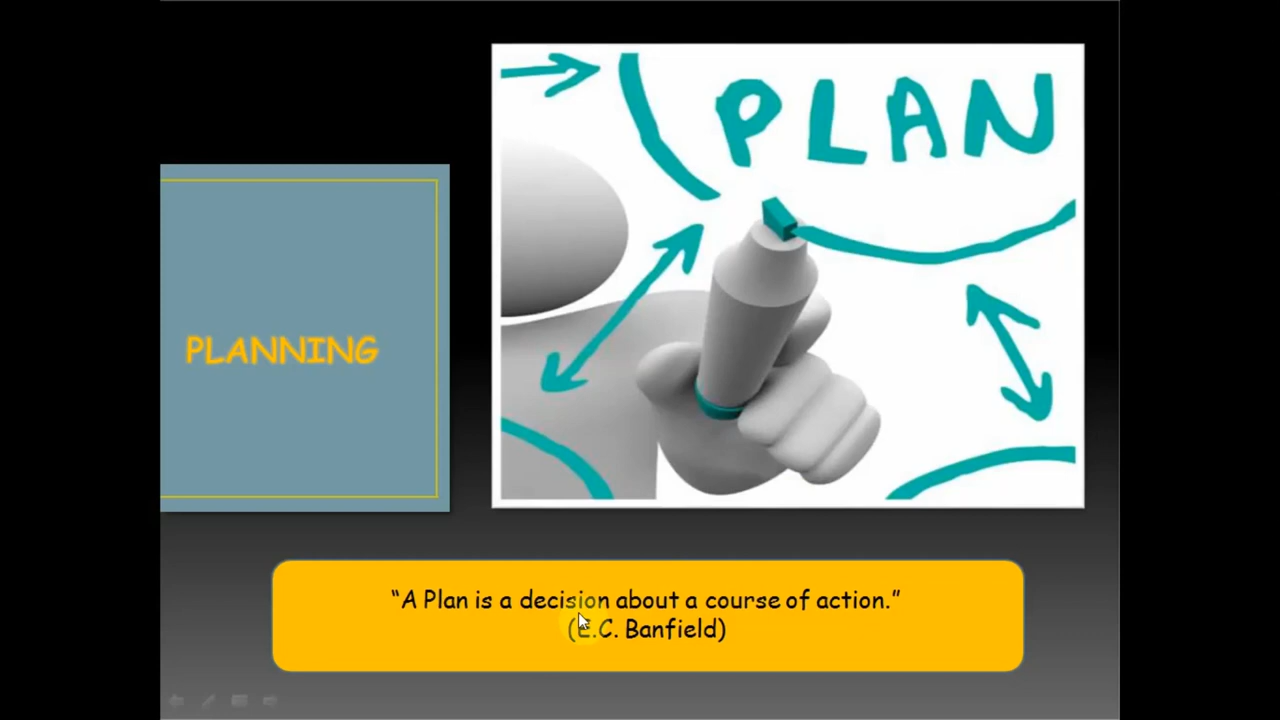 PLAN
PLANNING
“A Plan is a decision about a course of action.”
(E.C. Banfield)